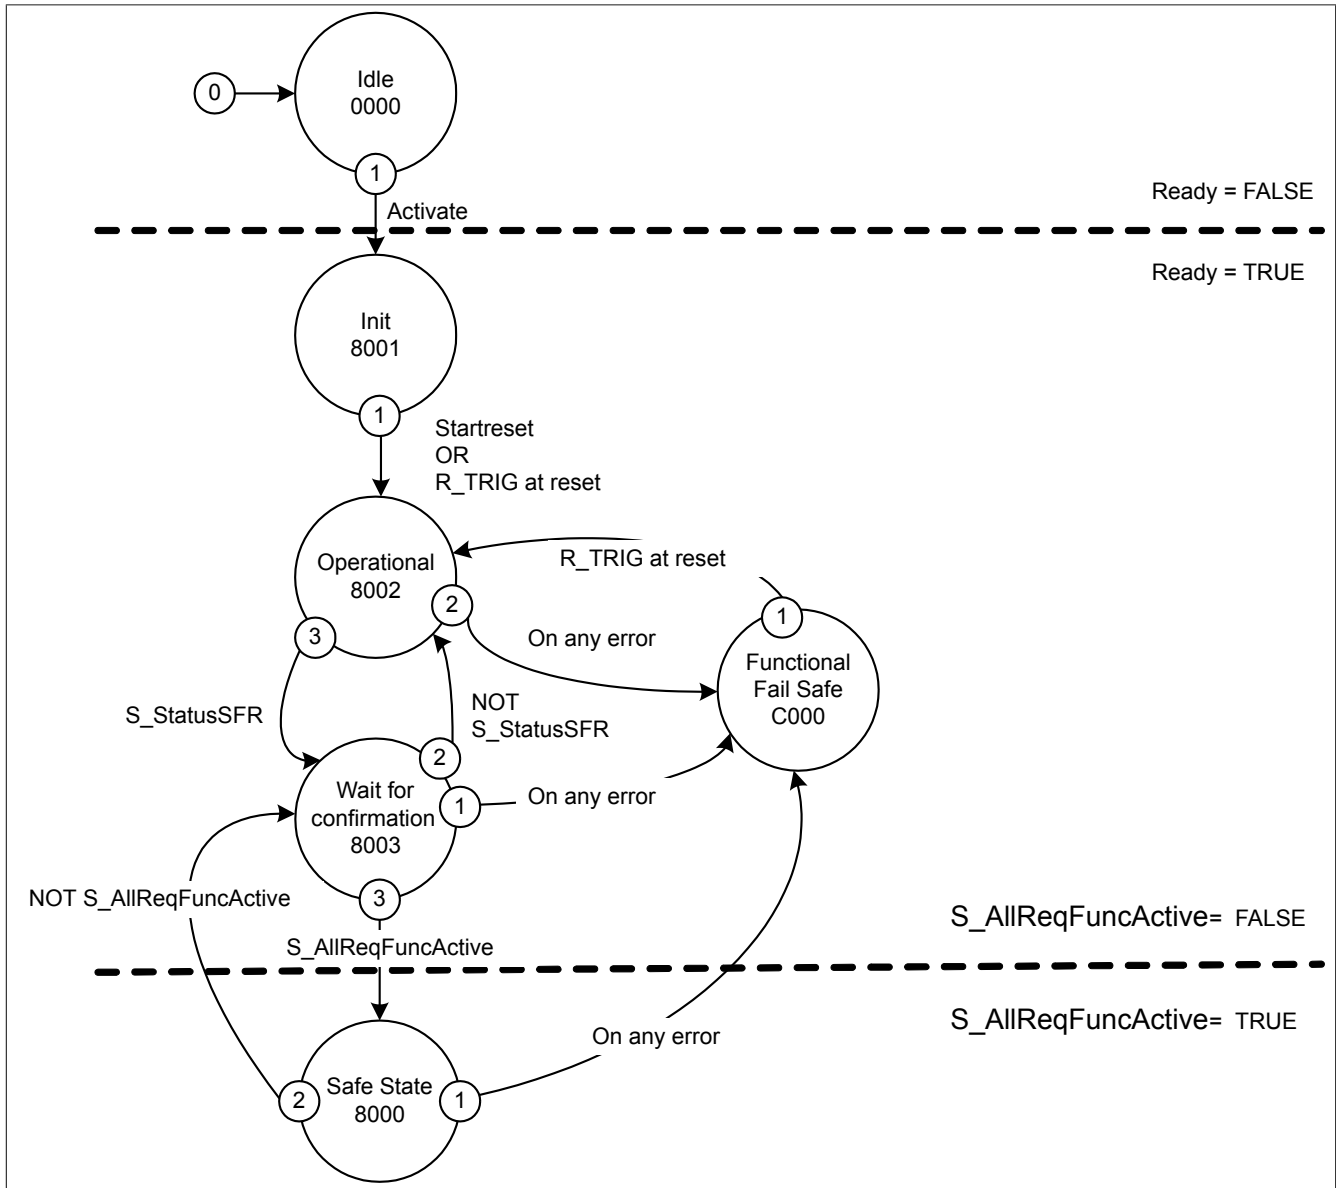 Idle
0000
0
1
Activate
Ready = FALSE
Ready = TRUE
Init
8001
1
Startreset
OR
R_TRIG at reset
Operational
8002
2
3
R_TRIG at reset
1
On any error
Functional
Fail Safe
C000
S_StatusSFR
NOT
S_StatusSFR
2
Wait for
confirmation
8003
1
On any error
3
NOT S_AllReqFuncActive
S_AllReqFuncActive
S_AllReqFuncActive= FALSE
S_AllReqFuncActive= TRUE
On any error
Safe State
8000
2
1